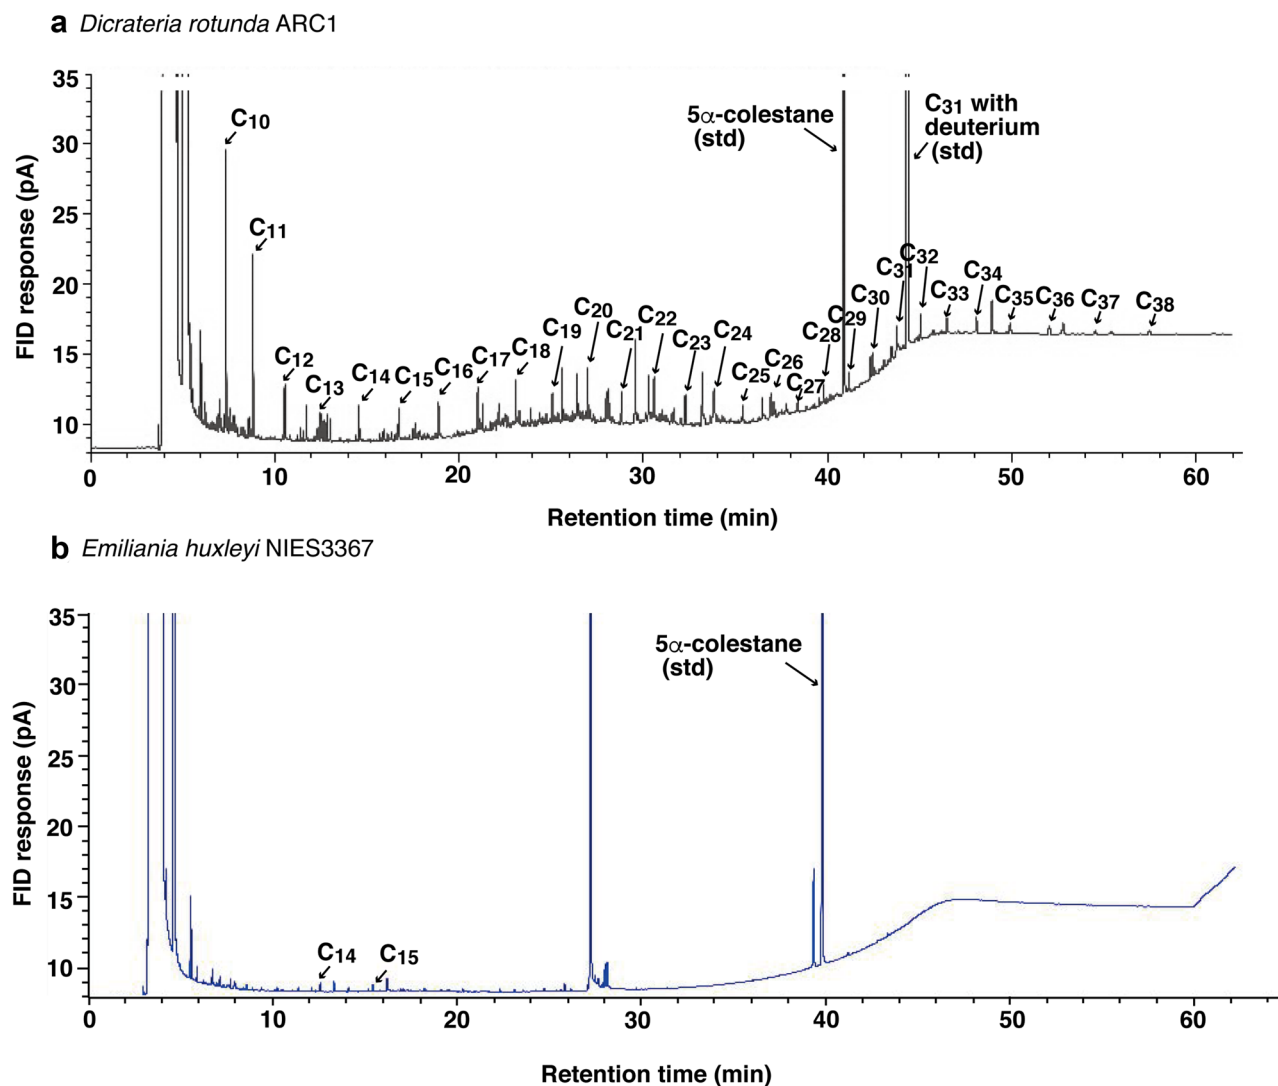 a Dicrateria rotunda ARC1
35
30
25
20
15
10
FID response (pA)
C10
C11
C12
C13
C14
C15
C16
C17
C18
C19
C20
C21
C22
C23
C24
C25
C26
C27
C28
C29
C30
C31
C32
C33
C34
C35
C36
C37
C38
5α-colestane
(std)
C31 with
deuterium
(std)
0 10 20 30 40 50 60
Retention time (min)
b Emiliania huxleyi NIES3367
35
30
25
20
15
10
FID response (pA)
C14
C15
5α-colestane
(std)
0 10 20 30 40 50 60
Retention time (min)